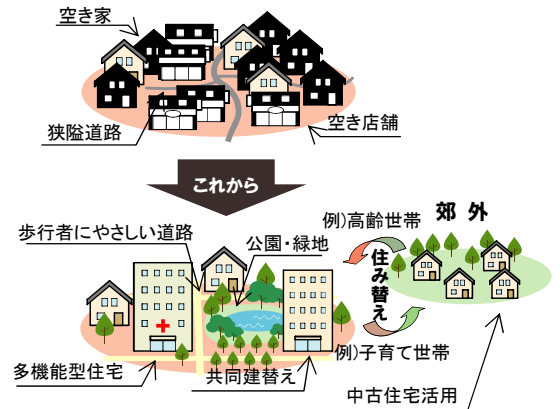 空き家
狭隘道路
空き店舗
これから
郊外
例)高齢世帯
歩行者にやさしい道路
公園・緑地
住み替え
例)子育て世帯
多機能型住宅
共同建替え
中古住宅活用